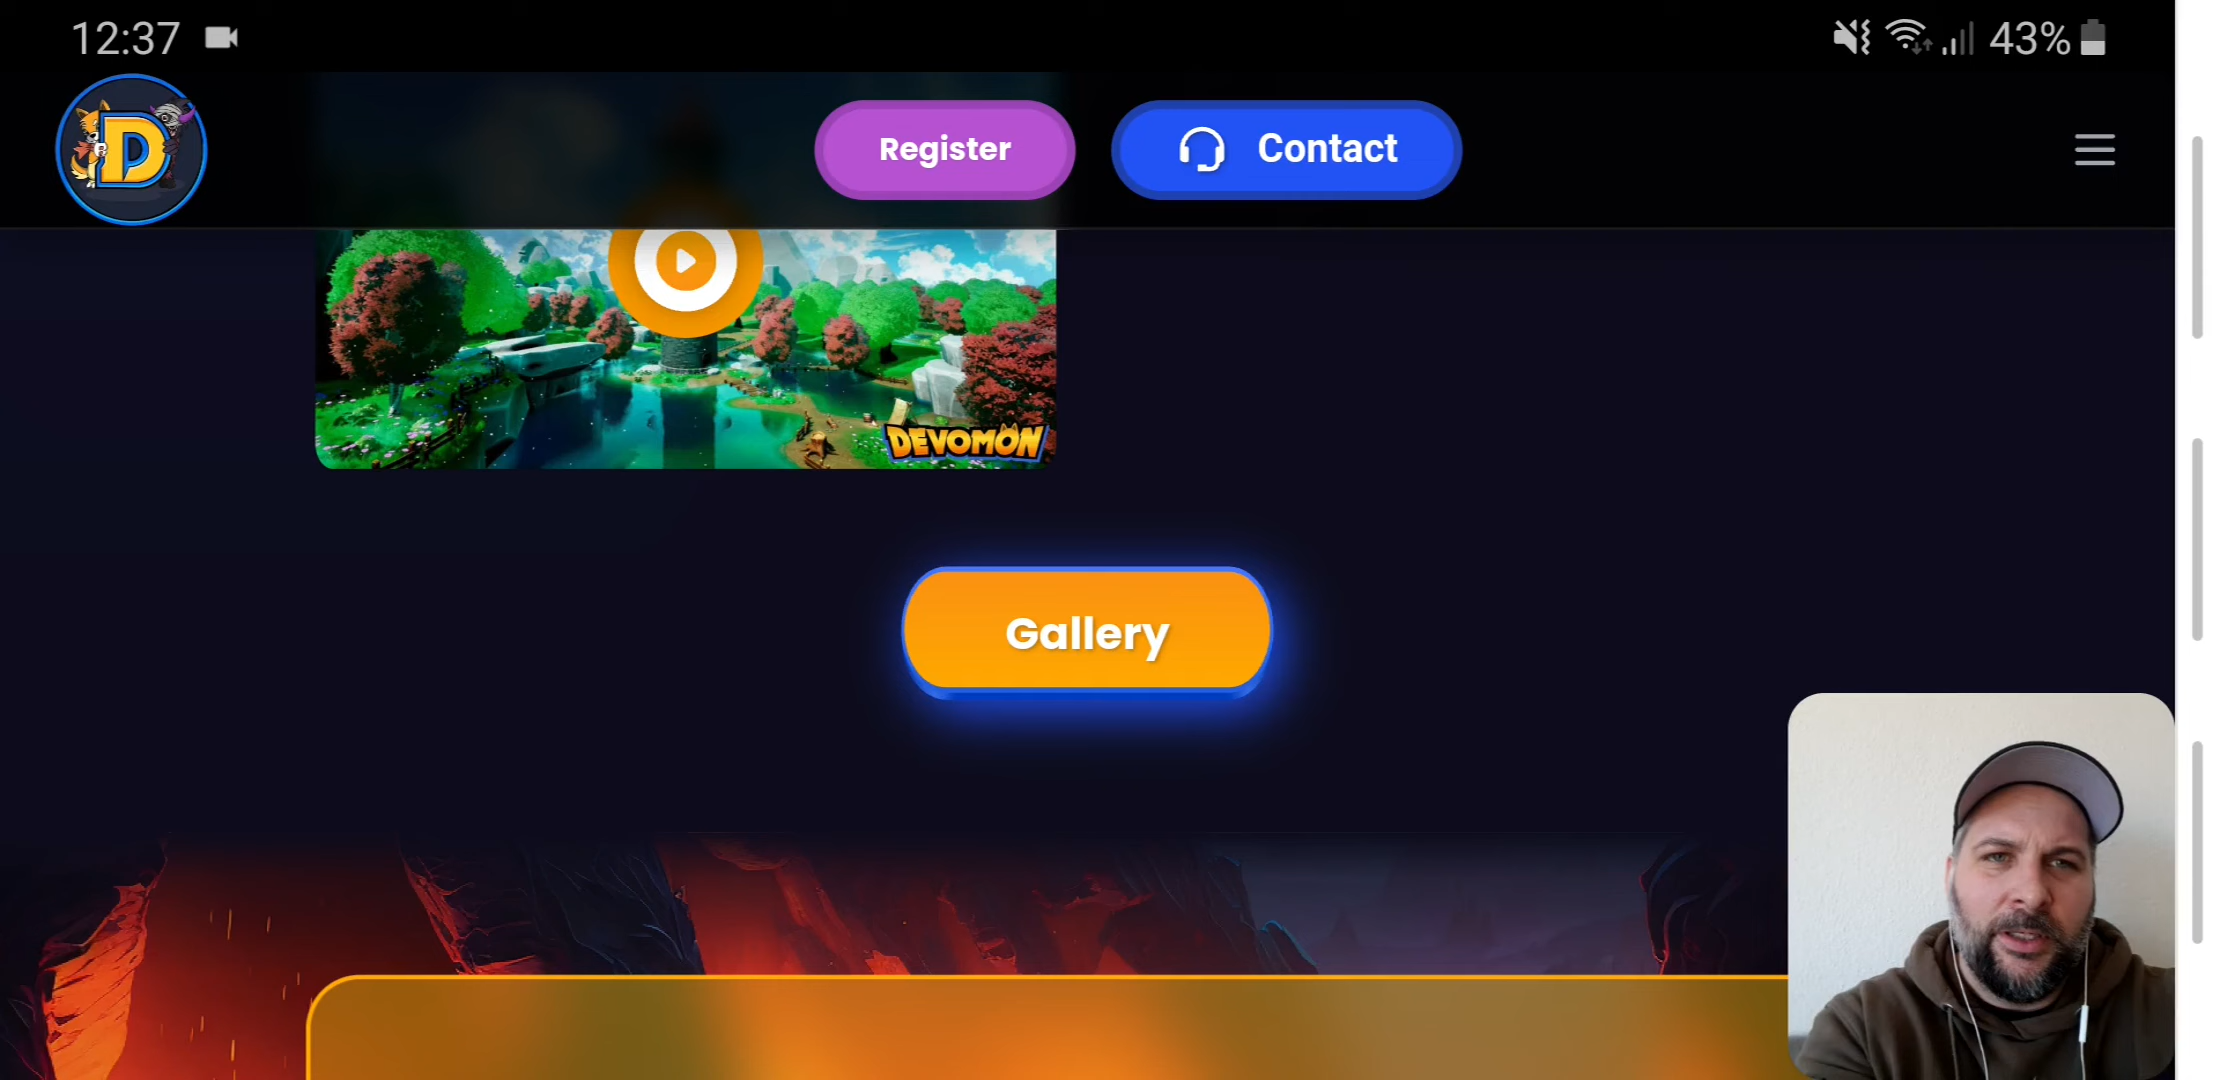 12:37
43%
D
Register
Contact
DEVOMON
Gallery